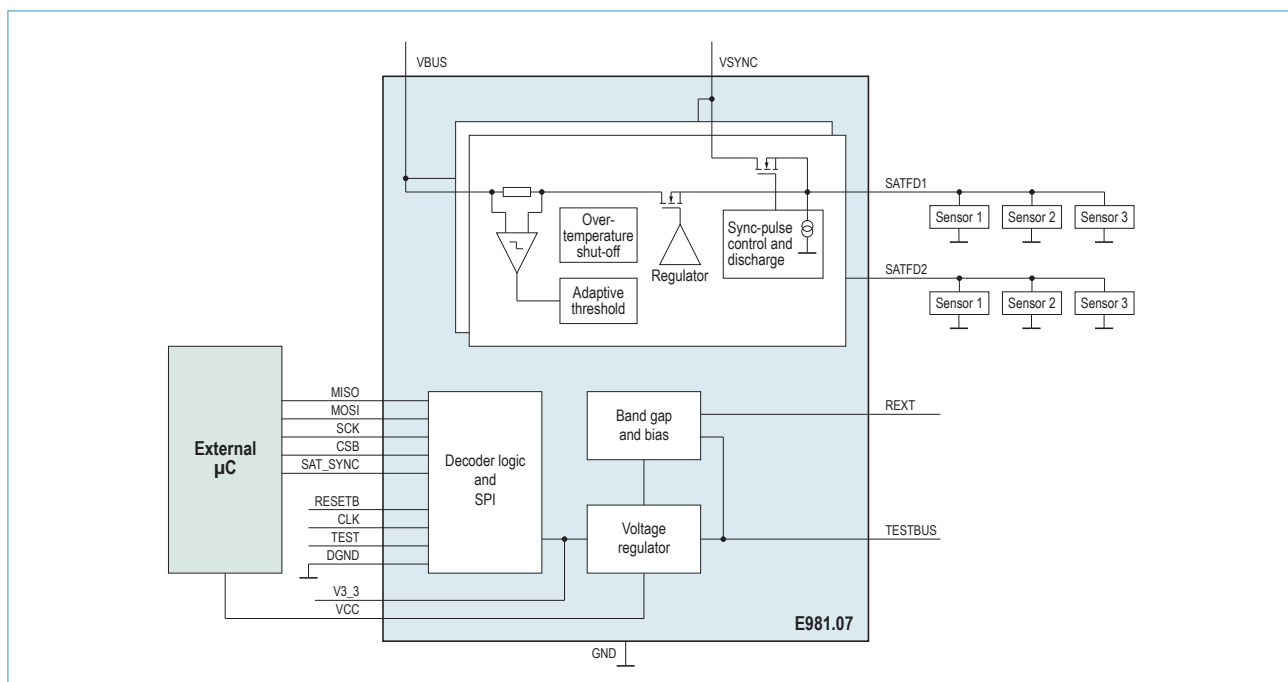 VBUS
VSYNC
Over-
temperature
shut-off
Regulator
Sync-pulse
control and
discharge
Adaptive
threshold
SATFD1
Sensor 1
Sensor 2
Sensor 3
SATFD2
Sensor 1
Sensor 2
Sensor 3
External
µC
MISO
MOSI
SCK
CSB
SAT_SYNC
RESETB
CLK
TEST
DGND
V3_3
VCC
Decoder logic
and
SPI
Band gap
and bias
Voltage
regulator
REXT
TESTBUS
E981.07
GND